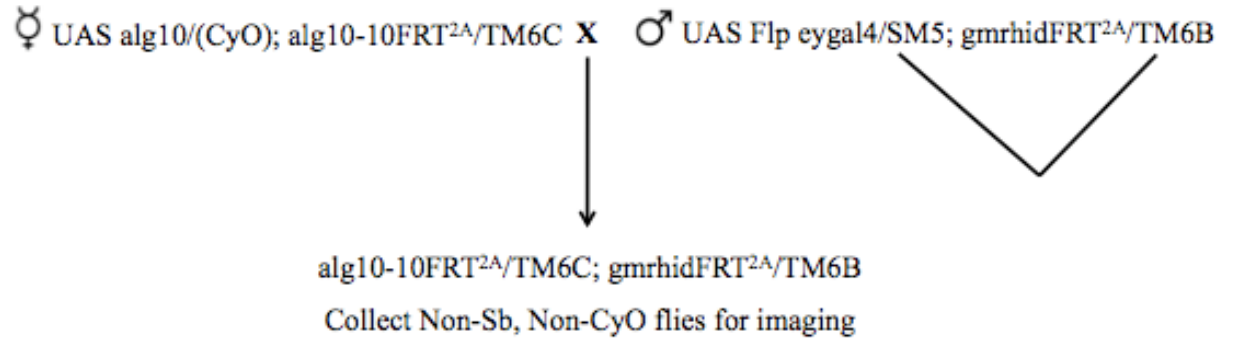 ☿ UAS alg10/(CyO); alg10-10FRT²ᴬ/TM6C X ♂ UAS Flp eygal4/SM5; gmrhidFRT²ᴬ/TM6B
alg10-10FRT²ᴬ/TM6C; gmrhidFRT²ᴬ/TM6B
Collect Non-Sb, Non-CyO flies for imaging